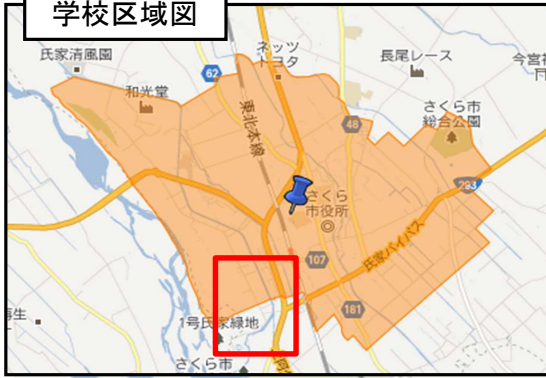 学校区域図
氏家清風園
ネッツ
トヨタ
長尾レース
今宮神
62
和光堂
さくら市
総合公園
東北本線
48
293
さくら
市役所
氏家バイパス
107
181
再生
1号氏家緑地
さくら市